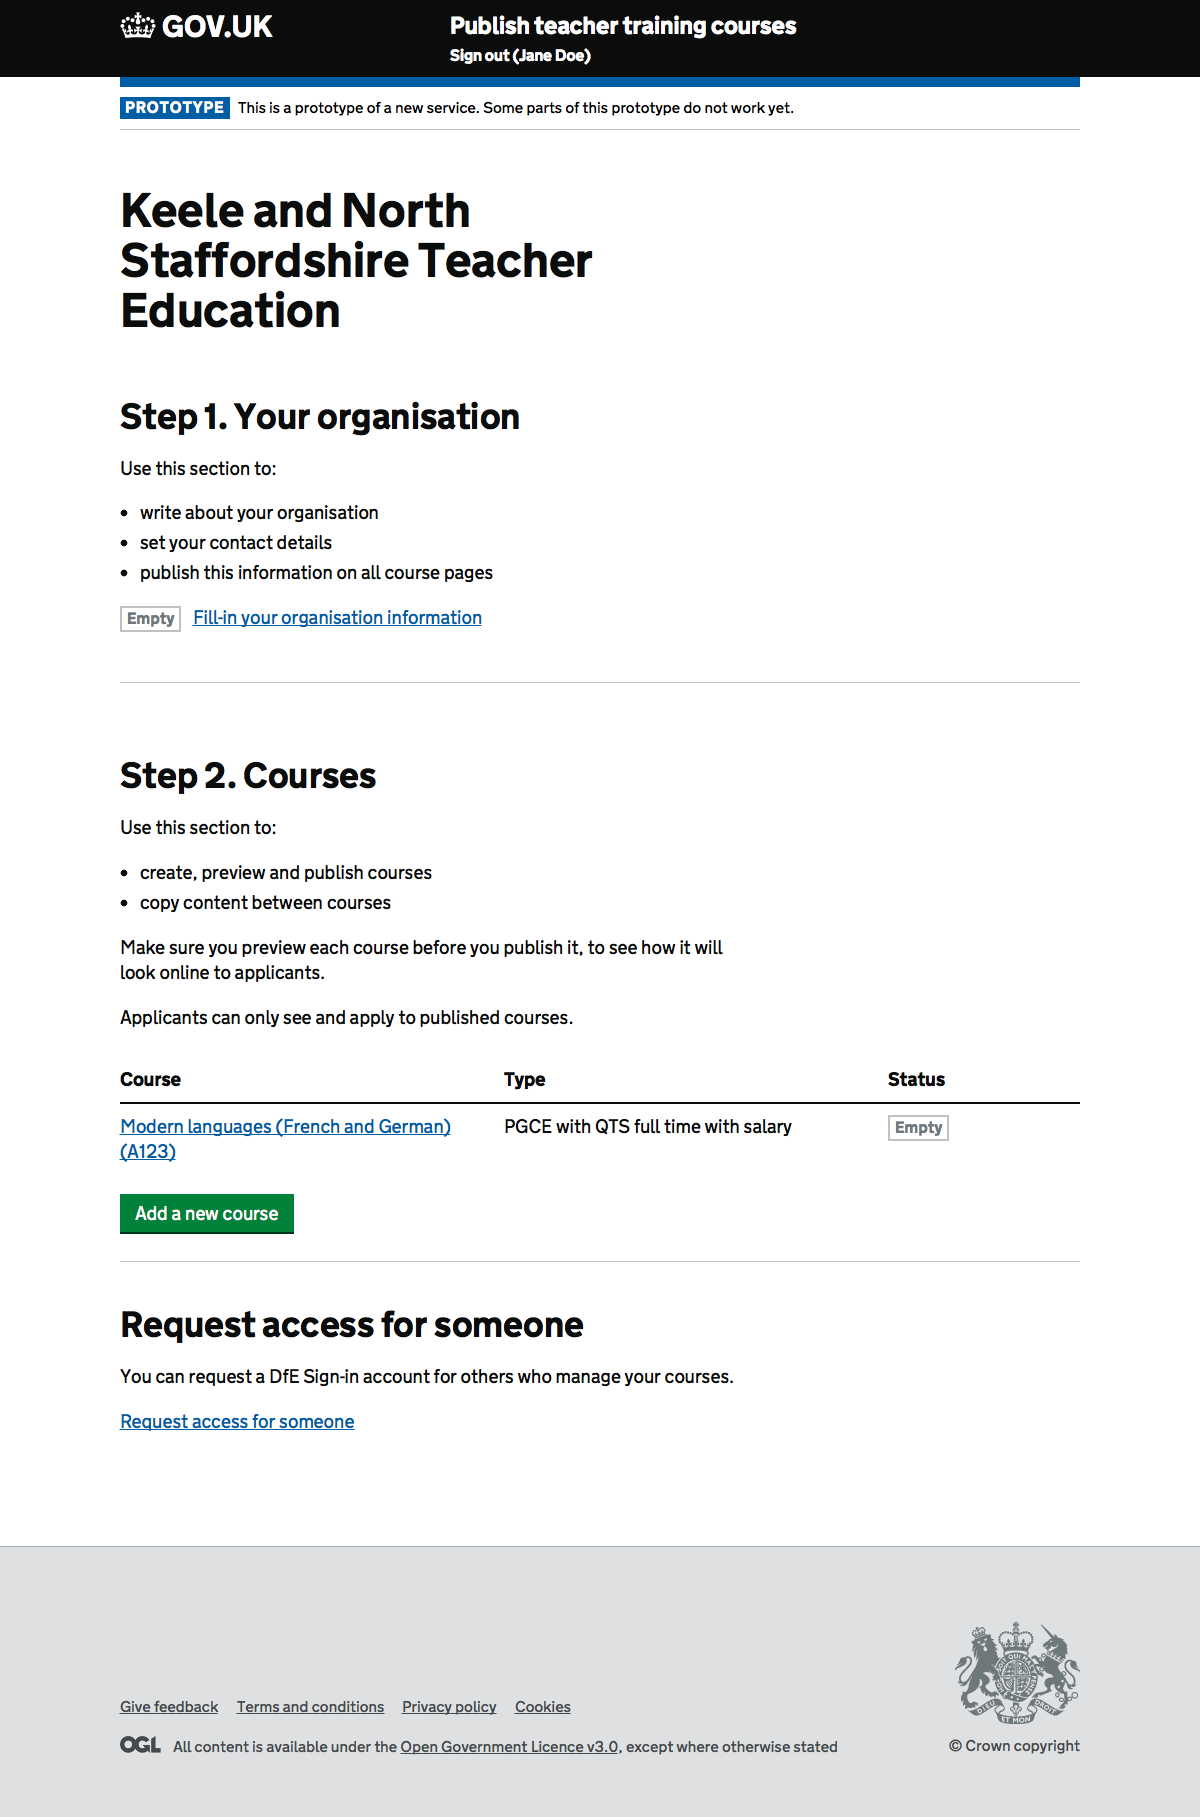 GOV.UK
Publish teacher training courses
Sign out (Jane Doe)
PROTOTYPE This is a prototype of a new service. Some parts of this prototype do not work yet.
Keele and North
Staffordshire Teacher
Education
Step 1. Your organisation
Use this section to:
• write about your organisation
• set your contact details
• publish this information on all course pages
Empty Fill-in your organisation information
Step 2. Courses
Use this section to:
• create, preview and publish courses
• copy content between courses
Make sure you preview each course before you publish it, to see how it will
look online to applicants.
Applicants can only see and apply to published courses.
Course Type Status
Modern languages (French and German) PGCE with QTS full time with salary Empty
(A123)
Add a new course
Request access for someone
You can request a DfE Sign-in account for others who manage your courses.
Request access for someone
Give feedback Terms and conditions Privacy policy Cookies
OGL All content is available under the Open Government Licence v3.0, except where otherwise stated
DIEU ET MON DROIT
© Crown copyright